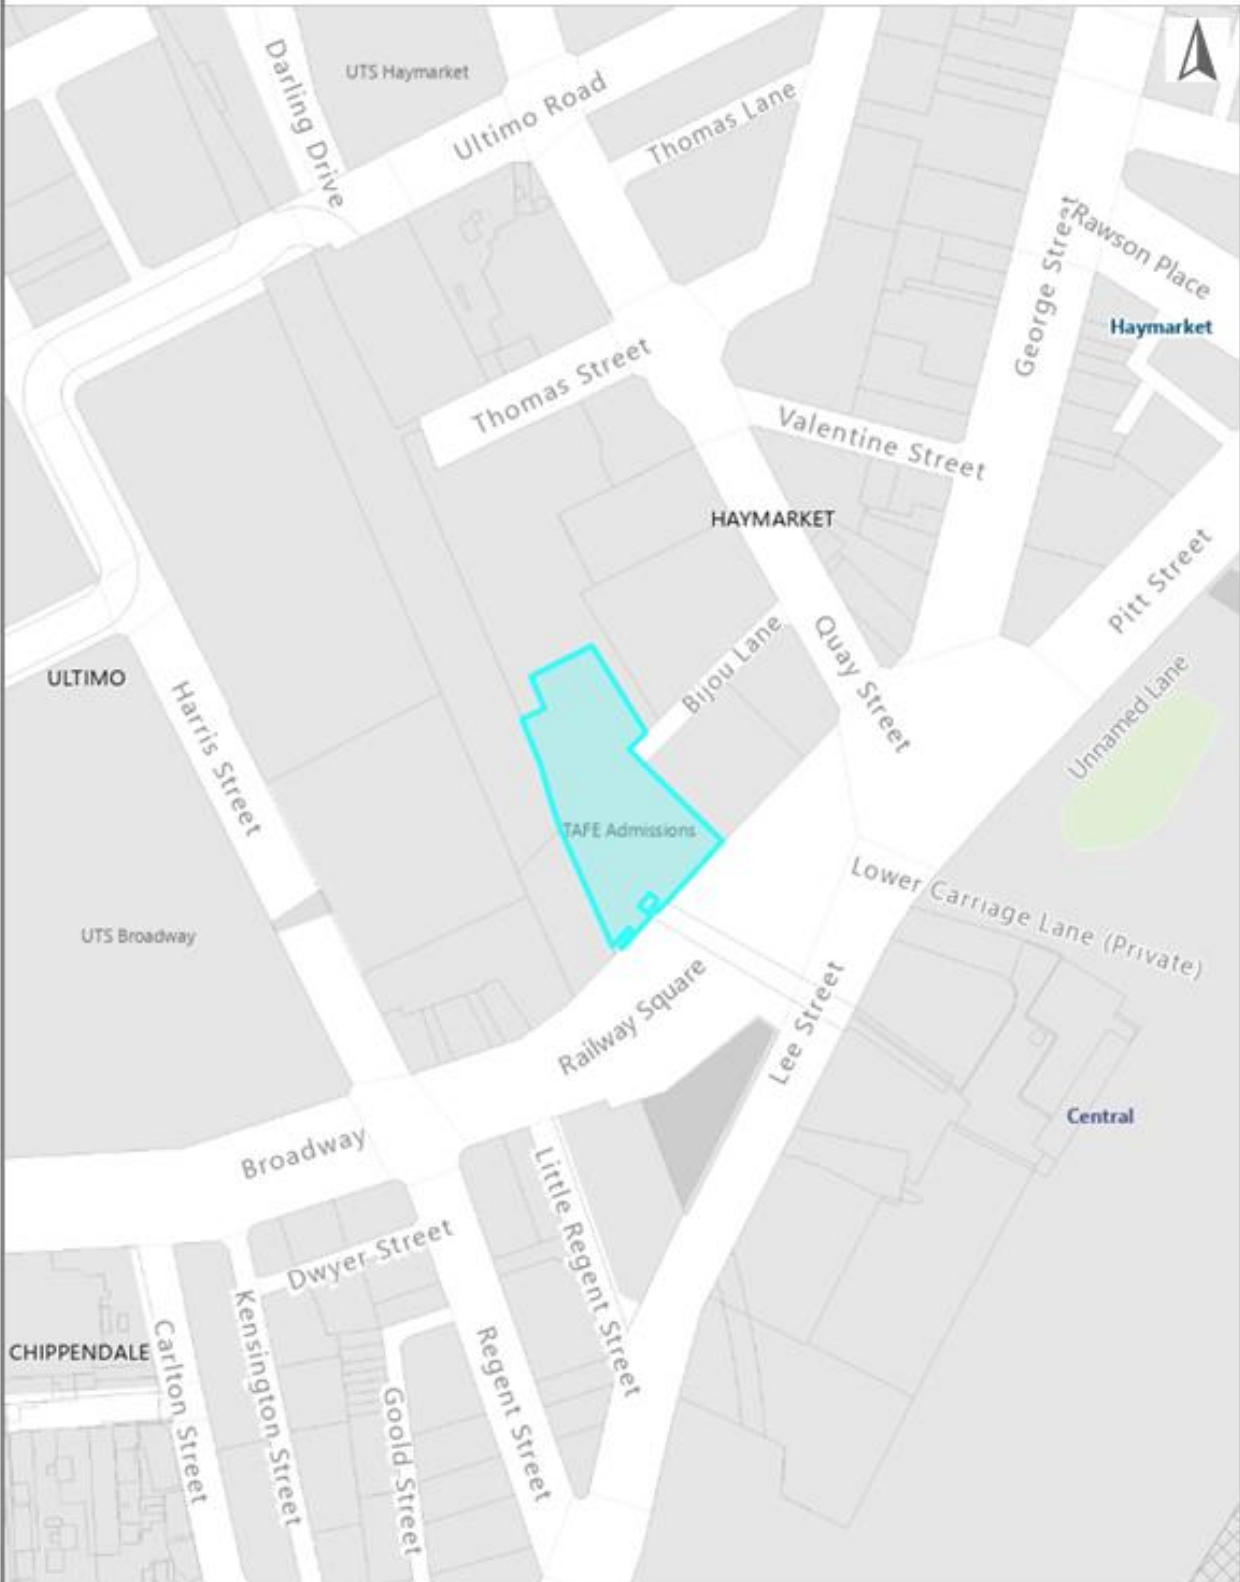 UTS Haymarket
Darling Drive
Ultimo Road
Thomas Lane
George Street
Rawson Place
Haymarket
Thomas Street
Valentine Street
HAYMARKET
Pitt Street
Quay Street
Bijou Lane
ULTIMO
Unnamed Lane
Harris Street
TAFE Admissions
Lower Carriage Lane (Private)
UTS Broadway
Railway Square
Lee Street
Central
Broadway
Little Regent Street
Dwyer Street
Kensington Street
CHIPPENDALE
Carlton Street
Regent Street
Goold Street